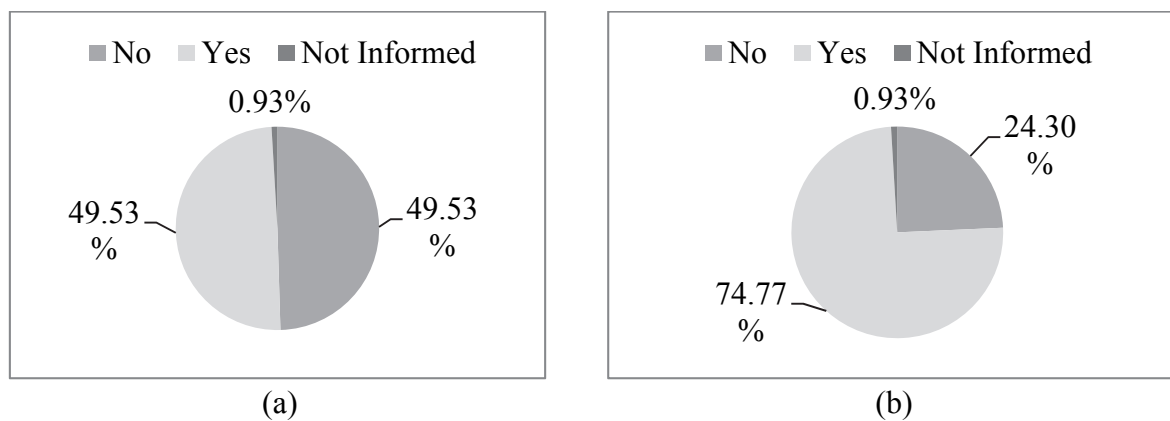 No Yes Not Informed
0.93%
49.53
%
49.53
%
(a)
No Yes Not Informed
0.93%
24.30
%
74.77
%
(b)